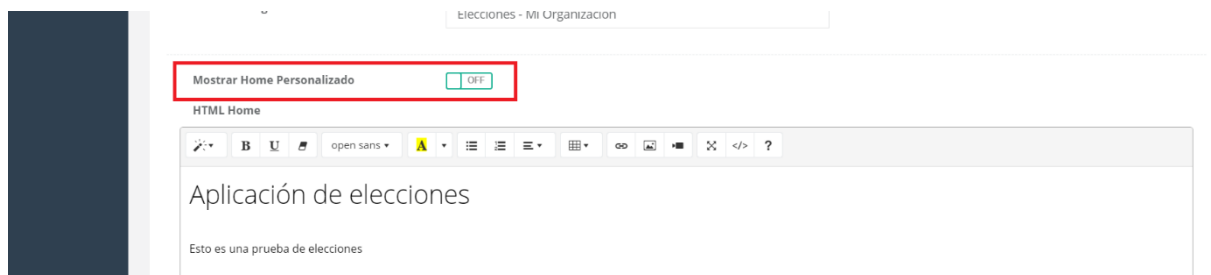 Elecciones - Mi Organizacion
Mostrar Home Personalizado OFF
HTML Home
B U open sans A </> ?
Aplicación de elecciones
Esto es una prueba de elecciones